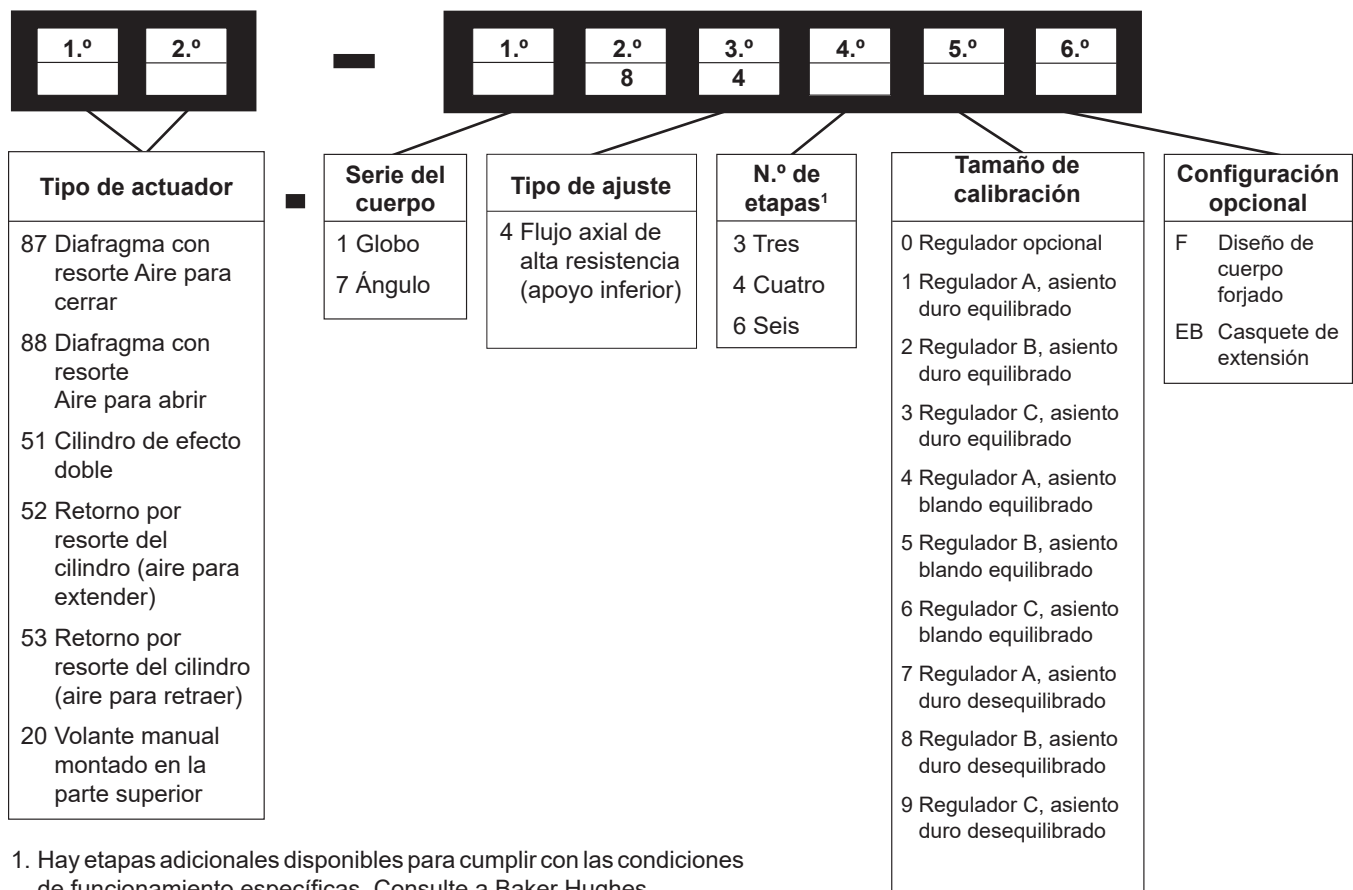 1.º 2.º - 1.º 2.º 3.º 4.º 5.º 6.º
8 4
Tipo de actuador
87 Diafragma con
resorte Aire para
cerrar
88 Diafragma con
resorte
Aire para abrir
51 Cilindro de efecto
doble
52 Retorno por
resorte del
cilindro (aire para
extender)
53 Retorno por
resorte del cilindro
(aire para retraer)
20 Volante manual
montado en la
parte superior
-
Serie del
cuerpo
1 Globo
7 Ángulo
Tipo de ajuste
4 Flujo axial de
alta resistencia
(apoyo inferior)
N.º de
etapas¹
3 Tres
4 Cuatro
6 Seis
Tamaño de
calibración
0 Regulador opcional
1 Regulador A, asiento
duro equilibrado
2 Regulador B, asiento
duro equilibrado
3 Regulador C, asiento
duro equilibrado
4 Regulador A, asiento
blando equilibrado
5 Regulador B, asiento
blando equilibrado
6 Regulador C, asiento
blando equilibrado
7 Regulador A, asiento
duro desequilibrado
8 Regulador B, asiento
duro desequilibrado
9 Regulador C, asiento
duro desequilibrado
Configuración
opcional
F Diseño de
cuerpo
forjado
EB Casquete de
extensión
1. Hay etapas adicionales disponibles para cumplir con las condiciones
de funcionamiento específicas. Consulte a Baker Hughes